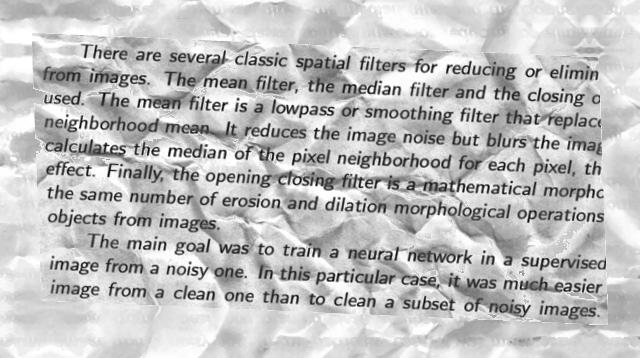 There are several classic spatial filters for reducing or elimin
from images. The mean filter, the median filter and the closing o
used. The mean filter is a lowpass or smoothing filter that replace
neighborhood mean. It reduces the image noise but blurs the imag
calculates the median of the pixel neighborhood for each pixel, th
effect. Finally, the opening closing filter is a mathematical morpho
the same number of erosion and dilation morphological operations
objects from images.
The main goal was to train a neural network in a supervised
image from a noisy one. In this particular case, it was much easier
image from a clean one than to clean a subset of noisy images.